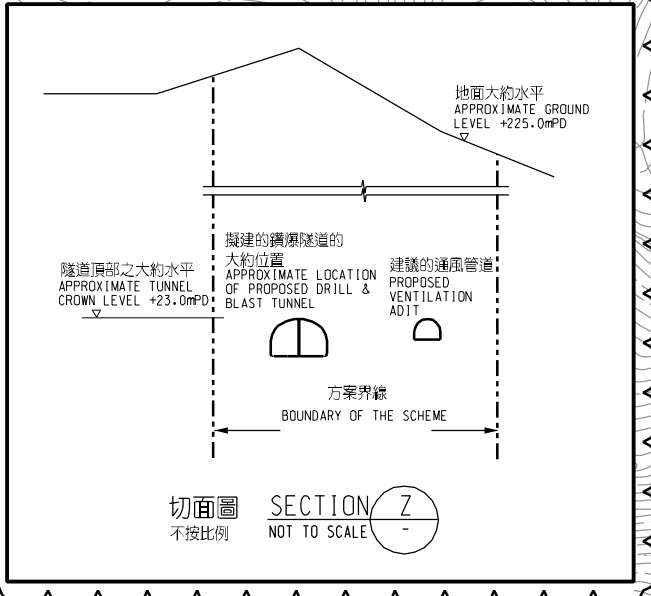 地面大約水平
APPROXIMATE GROUND
LEVEL +225.0mPD
擬建的鑽爆隧道的
大約位置
APPROXIMATE LOCATION
OF PROPOSED DRILL &
BLAST TUNNEL
建議的通風管道
PROPOSED
VENTILATION
ADIT
隧道頂部之大約水平
APPROXIMATE TUNNEL
CROWN LEVEL +23.0mPD
方案界線
BOUNDARY OF THE SCHEME
切面圖 SECTION Z
不按比例 NOT TO SCALE -